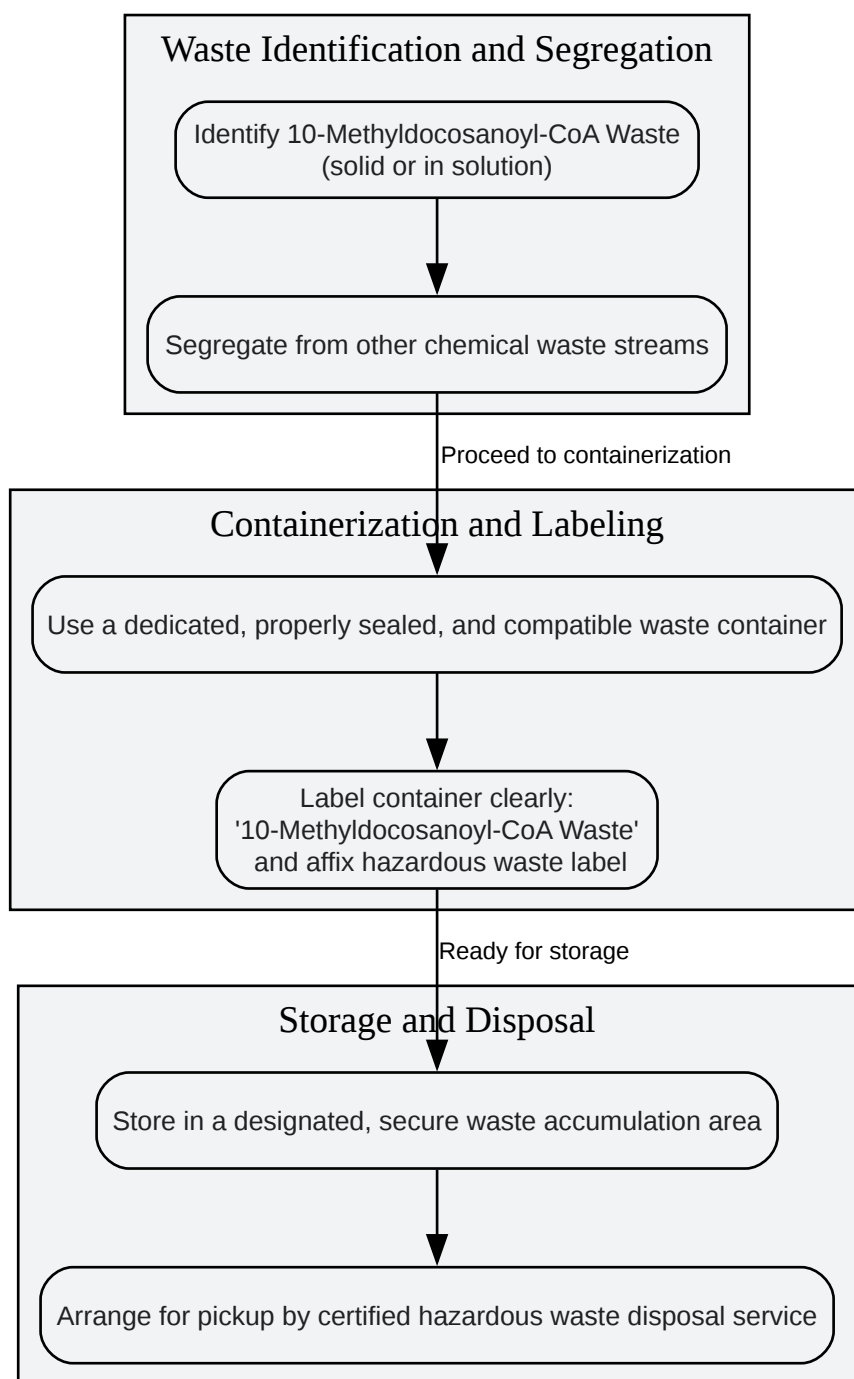 Waste Identification and Segregation
Identify 10-Methyldocosanoyl-CoA Waste
(solid or in solution)
Segregate from other chemical waste streams
Proceed to containerization
Containerization and Labeling
Use a dedicated, properly sealed, and compatible waste container
Label container clearly:
'10-Methyldocosanoyl-CoA Waste'
and affix hazardous waste label
Ready for storage
Storage and Disposal
Store in a designated, secure waste accumulation area
Arrange for pickup by certified hazardous waste disposal service